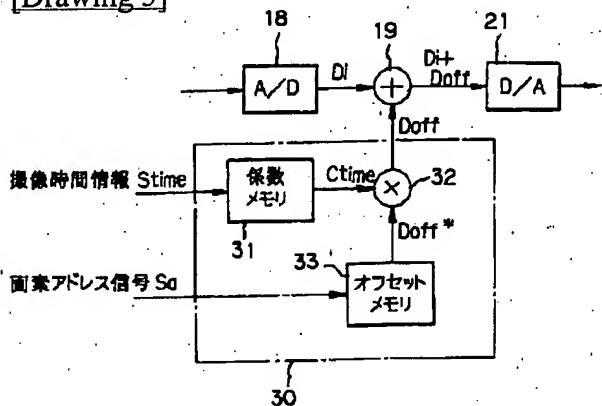 [Drawing 5]
18
19
21
A/D
Di
+
Di+
Doff
D/A
Doff
撮像時間情報 Stime
係数
メモリ
Ctime
×
32
31
Doff*
33
画素アドレス信号 Sa
オフセット
メモリ
30